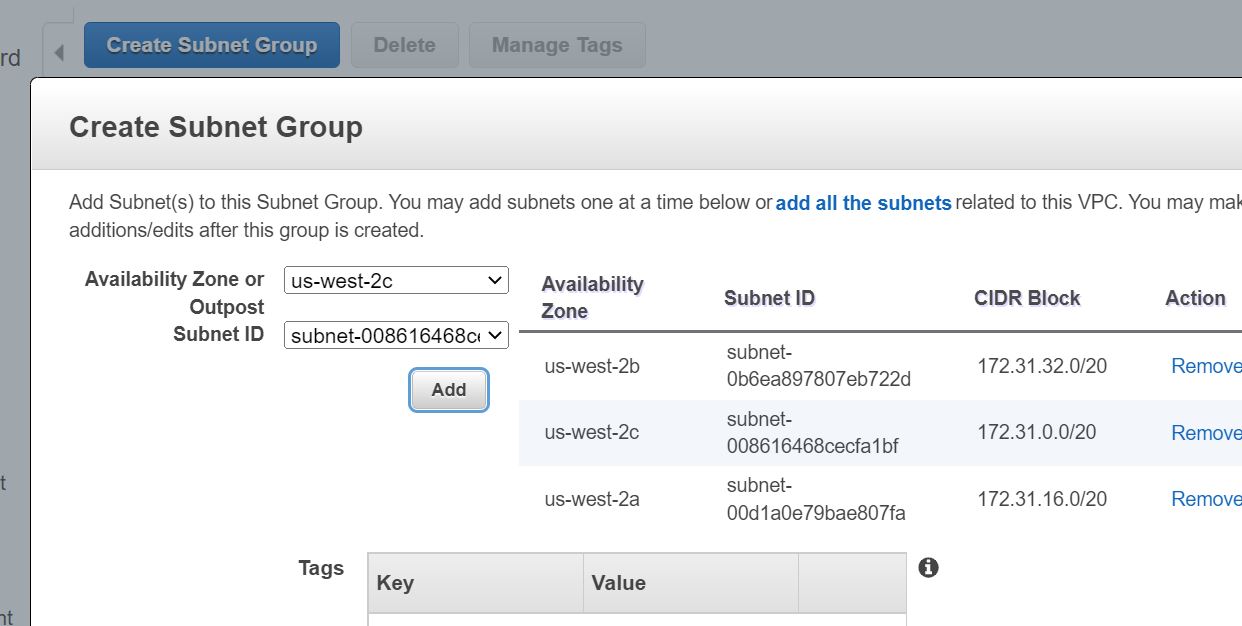 rd
Create Subnet Group
Delete
Manage Tags
Create Subnet Group
Add Subnet(s) to this Subnet Group. You may add subnets one at a time below or add all the subnets related to this VPC. You may mak
additions/edits after this group is created.
Availability Zone or
Outpost
us-west-2c
Subnet ID
subnet-008616468ce
Add
Availability
Zone
Subnet ID
CIDR Block
Action
us-west-2b
subnet-
0b6ea897807eb722d
172.31.32.0/20
Remove
us-west-2c
subnet-
008616468cecfa1bf
172.31.0.0/20
Remove
us-west-2a
subnet-
00d1a0e79bae807fa
172.31.16.0/20
Remove
t
Tags
Key
Value
nt